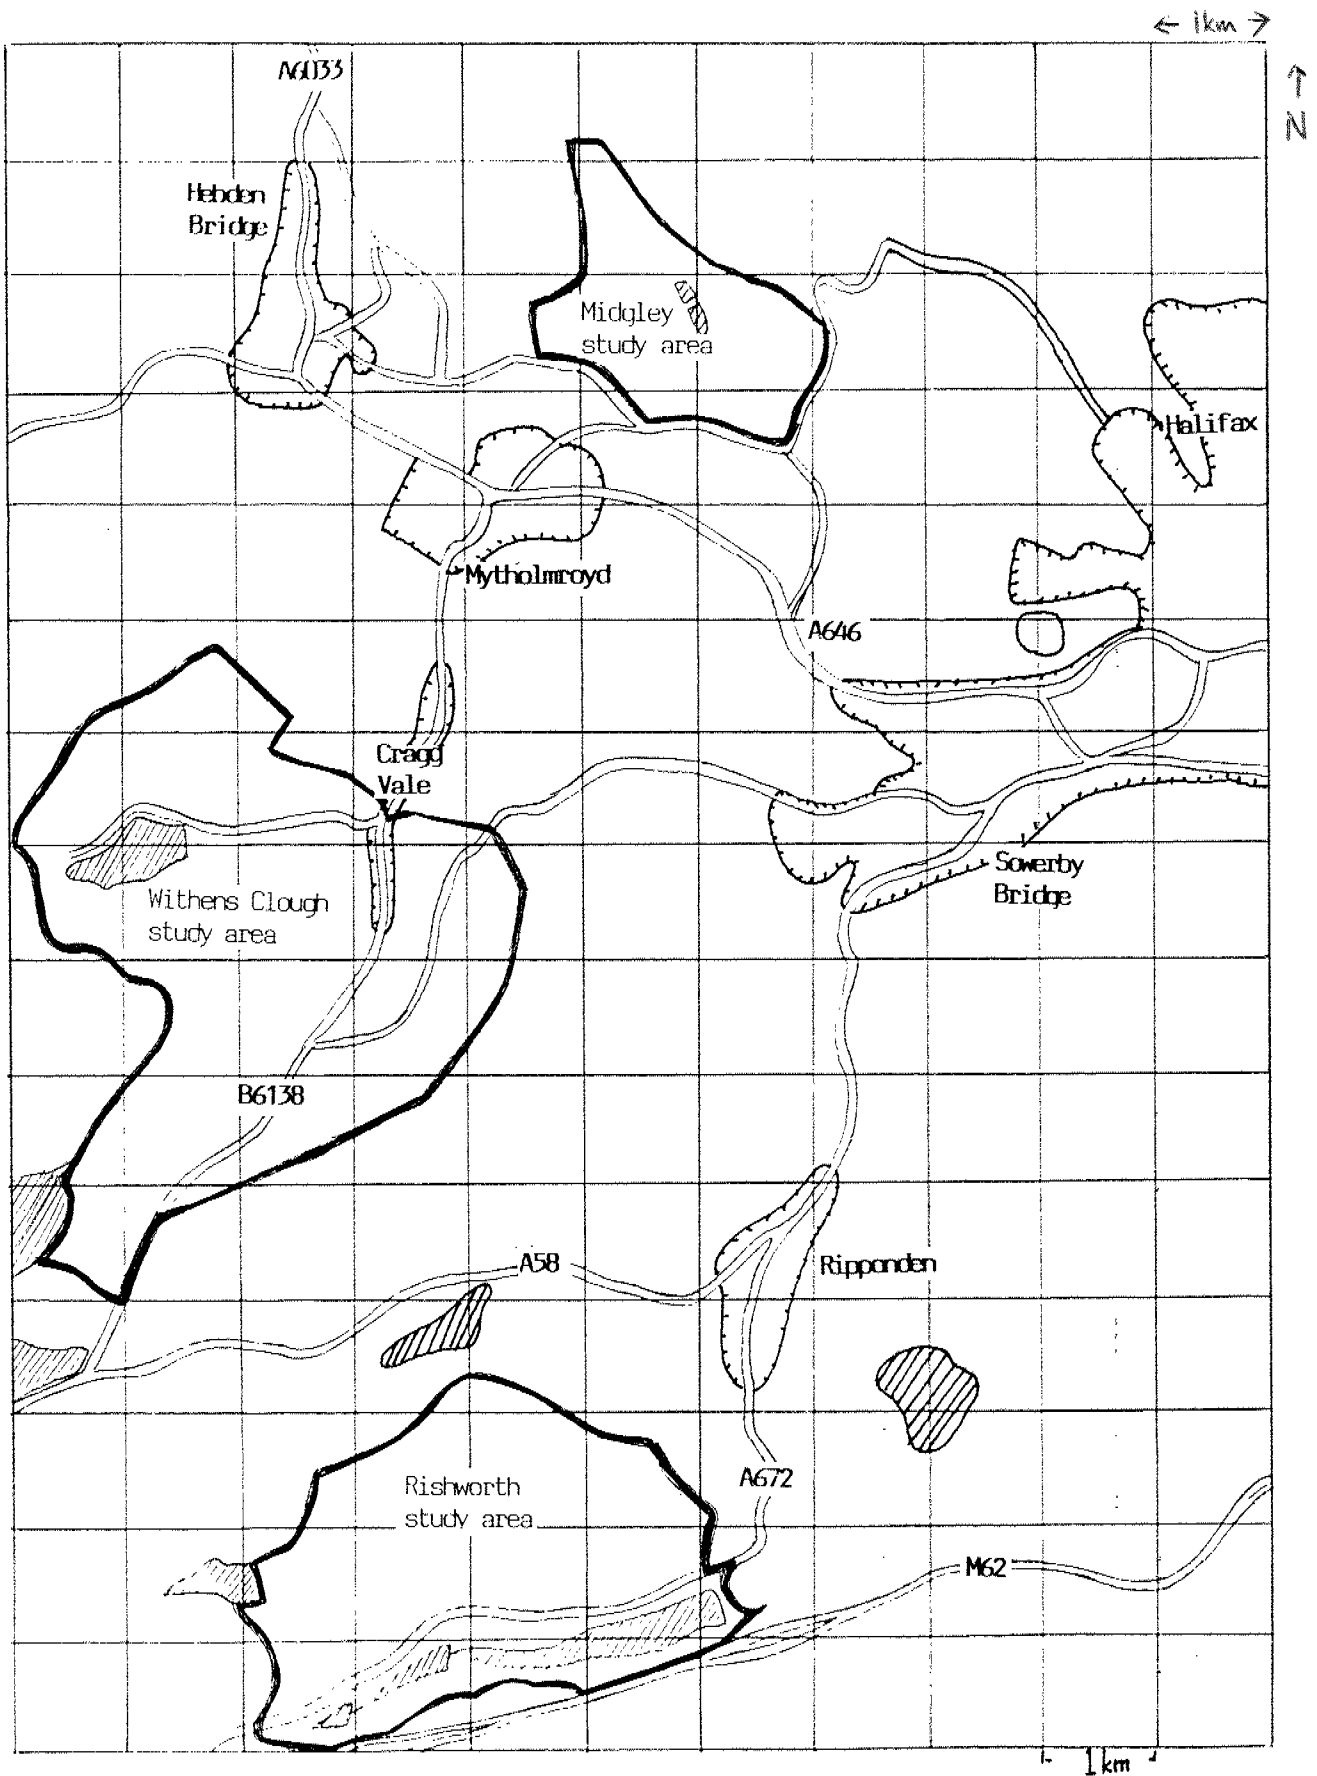 ← 1km →
↑
N
A6033
Hebden
Bridge
Midgley
study area
Halifax
Mytholmroyd
A646
Cragg
Vale
Sowerby
Bridge
Withens Clough
study area
B6138
A58
Ripponden
Rishworth
study area
A672
M62
1km